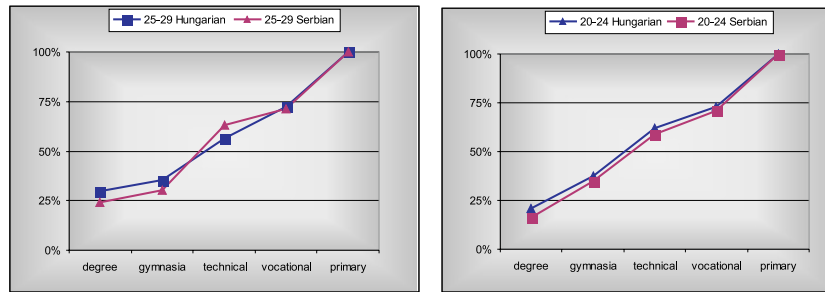 25-29 Hungarian 25-29 Serbian
100%
75%
50%
25%
0%
degree gymnasia technical vocational primary
20-24 Hungarian 20-24 Serbian
100%
75%
50%
25%
0%
degree gymnasia technical vocational primary